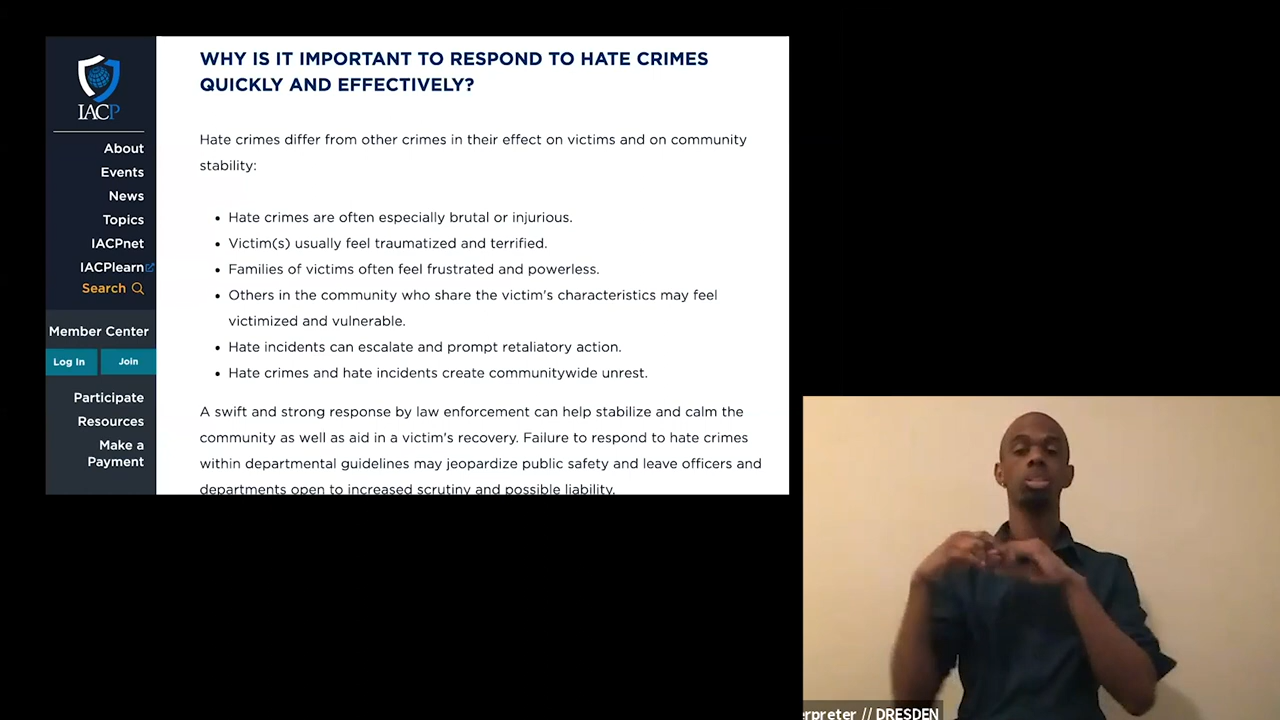 IACP
About
Events
News
Topics
IACPnet
IACPlearn
Search
Member Center
Log In
Join
Participate
Resources
Make a
Payment
WHY IS IT IMPORTANT TO RESPOND TO HATE CRIMES
QUICKLY AND EFFECTIVELY?
Hate crimes differ from other crimes in their effect on victims and on community
stability:
• Hate crimes are often especially brutal or injurious.
• Victim(s) usually feel traumatized and terrified.
• Families of victims often feel frustrated and powerless.
• Others in the community who share the victim's characteristics may feel
victimized and vulnerable.
• Hate incidents can escalate and prompt retaliatory action.
• Hate crimes and hate incidents create communitywide unrest.
A swift and strong response by law enforcement can help stabilize and calm the
community as well as aid in a victim's recovery. Failure to respond to hate crimes
within departmental guidelines may jeopardize public safety and leave officers and
departments open to increased scrutiny and possible liability.
erpreter // DRESDEN